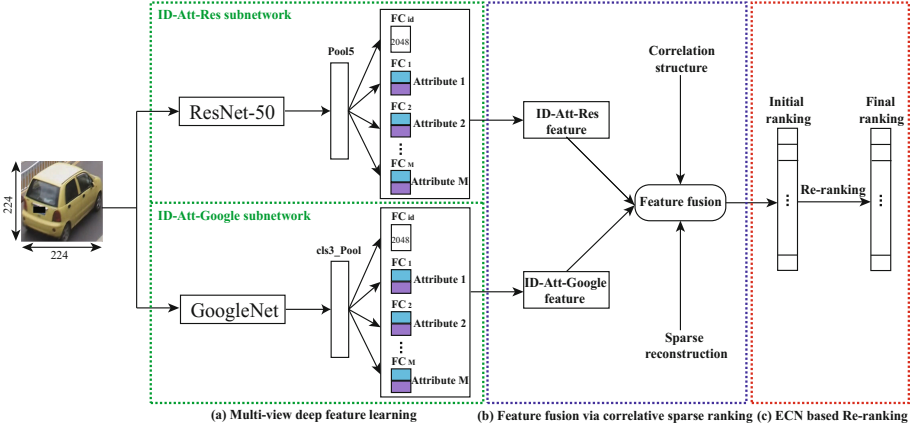 ID-Att-Res subnetwork
Pool5
FC id
2048
FC 1
Attribute 1
FC 2
Attribute 2
FC M
Attribute M
ResNet-50
ID-Att-Google subnetwork
cls3_Pool
FC id
2048
FC 1
Attribute 1
FC 2
Attribute 2
FC M
Attribute M
GoogleNet
224
224
ID-Att-Res
feature
ID-Att-Google
feature
Correlation
structure
Feature fusion
Sparse
reconstruction
Initial
ranking
Re-ranking
Final
ranking
(a) Multi-view deep feature learning
(b) Feature fusion via correlative sparse ranking
(c) ECN based Re-ranking